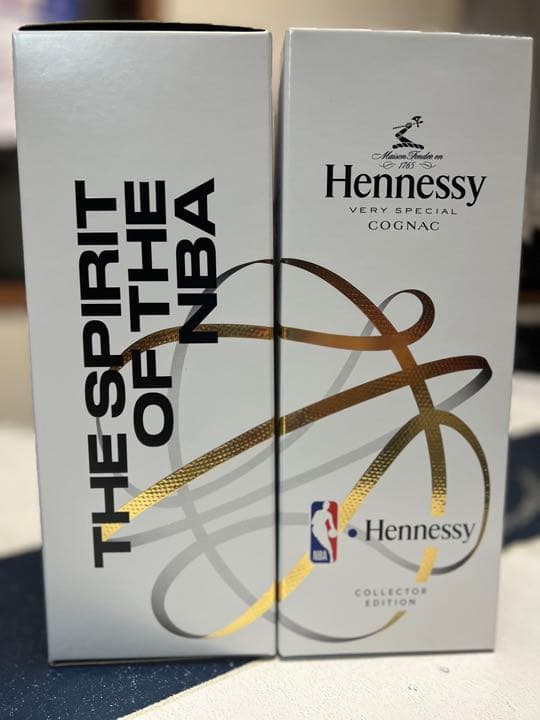 THE SPIRIT
OF THE
NBA
Maison Fondée en
1765
Hennessy
VERY SPECIAL
COGNAC
NBA
Hennessy
COLLECTOR
EDITION